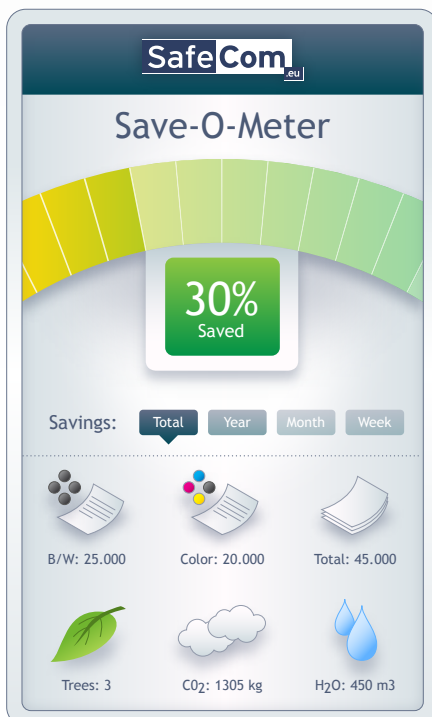 SafeCom.eu
Save-O-Meter
30%
Saved
Savings: Total Year Month Week
B/W: 25.000 Color: 20.000 Total: 45.000
Trees: 3 C02: 1305 kg H2O: 450 m3